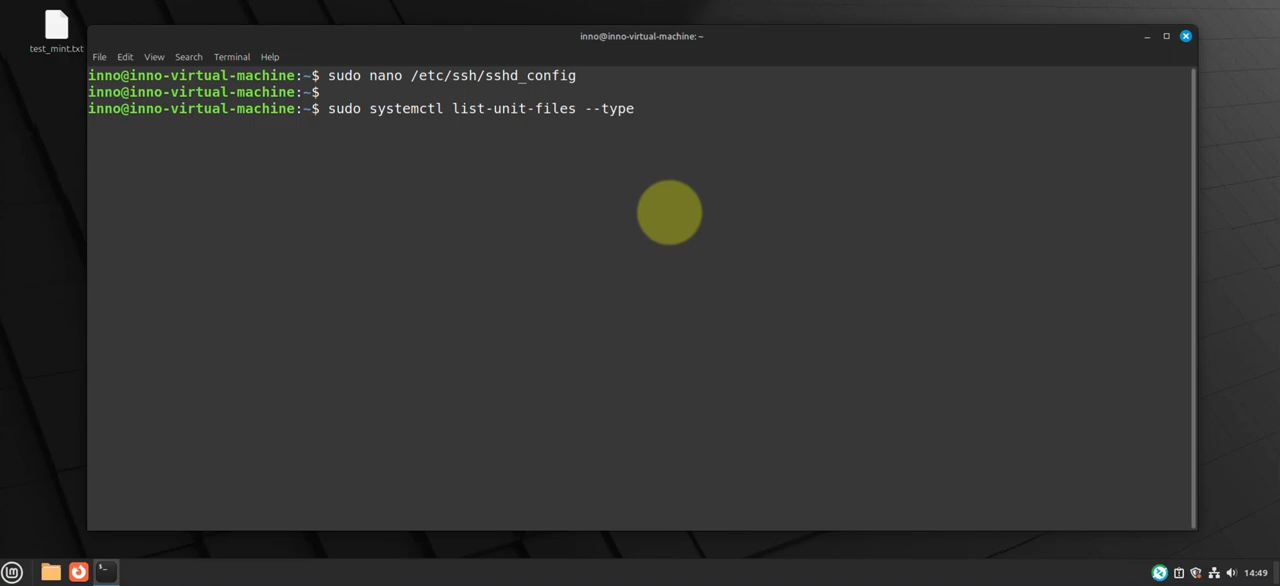 test_mint.txt
inno@inno-virtual-machine: ~
File Edit View Search Terminal Help
inno@inno-virtual-machine:~$ sudo nano /etc/ssh/sshd_config
inno@inno-virtual-machine:~$
inno@inno-virtual-machine:~$ sudo systemctl list-unit-files --type
14:49